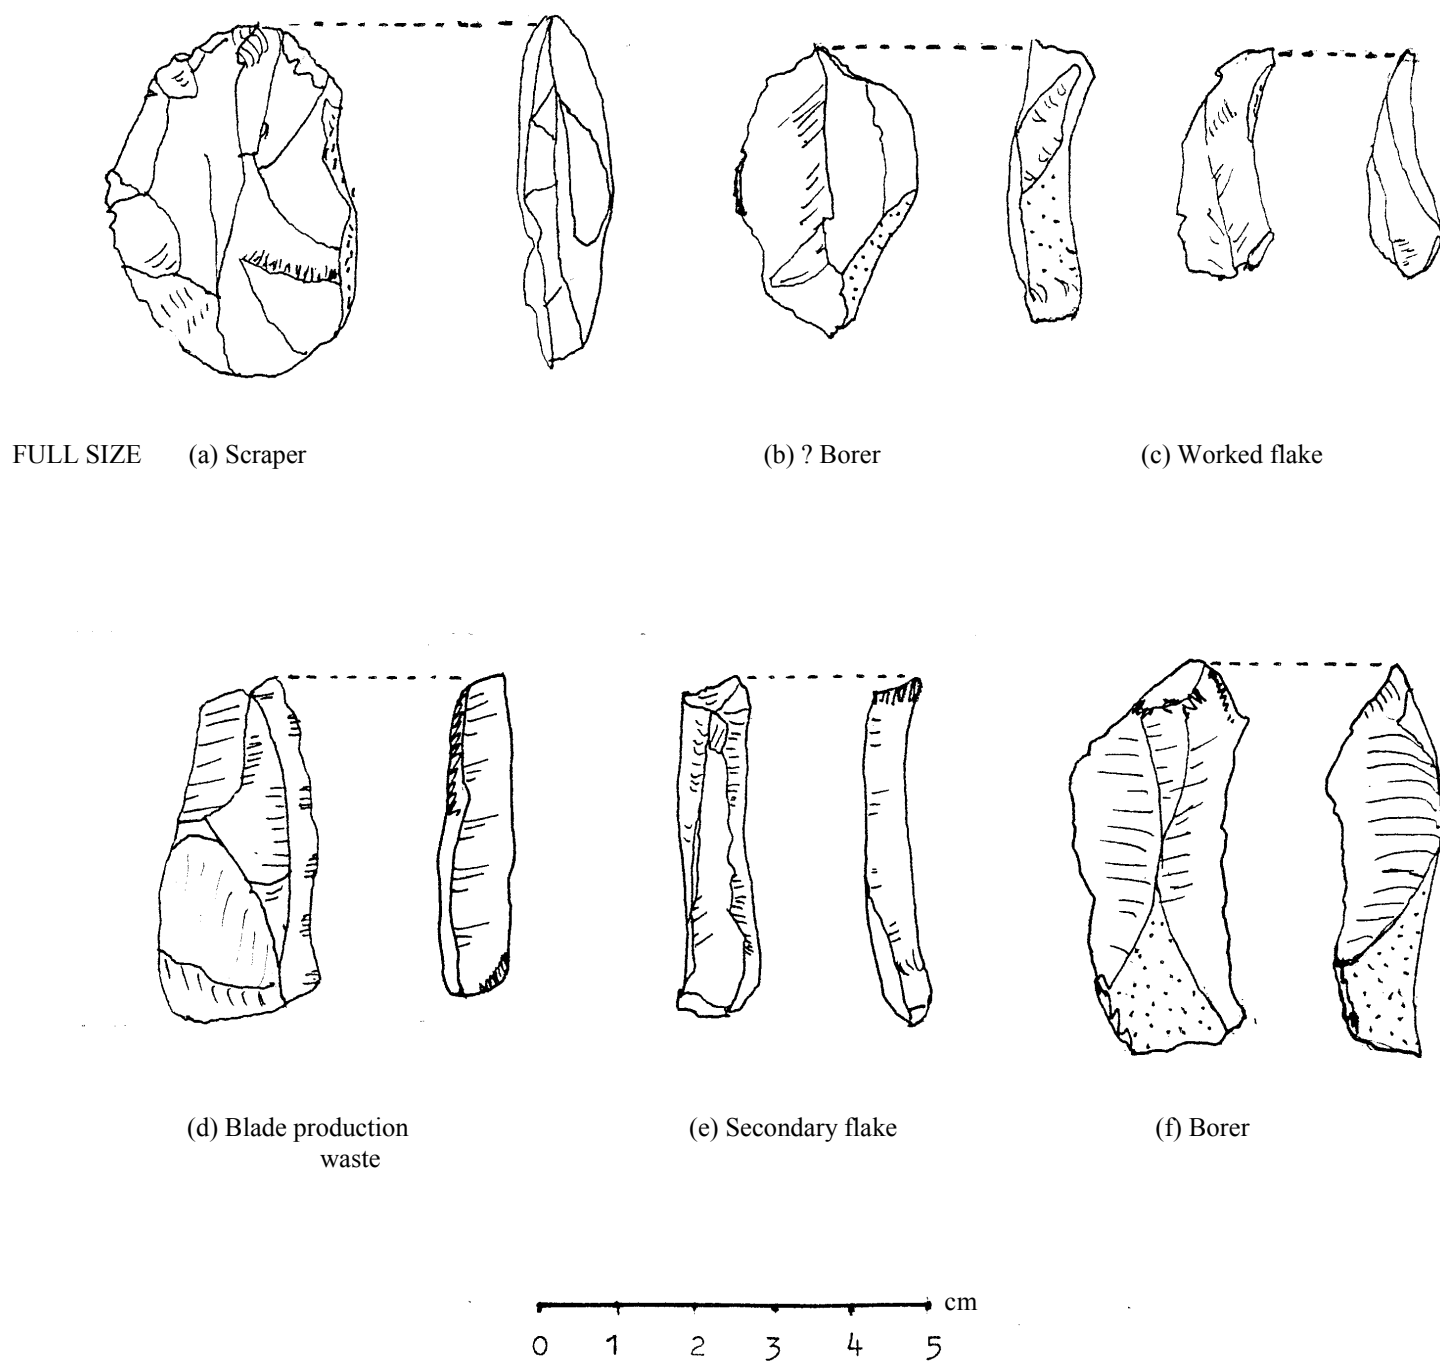 FULL SIZE (a) Scraper (b) ? Borer (c) Worked flake
(d) Blade production (e) Secondary flake (f) Borer
waste
cm
0 1 2 3 4 5